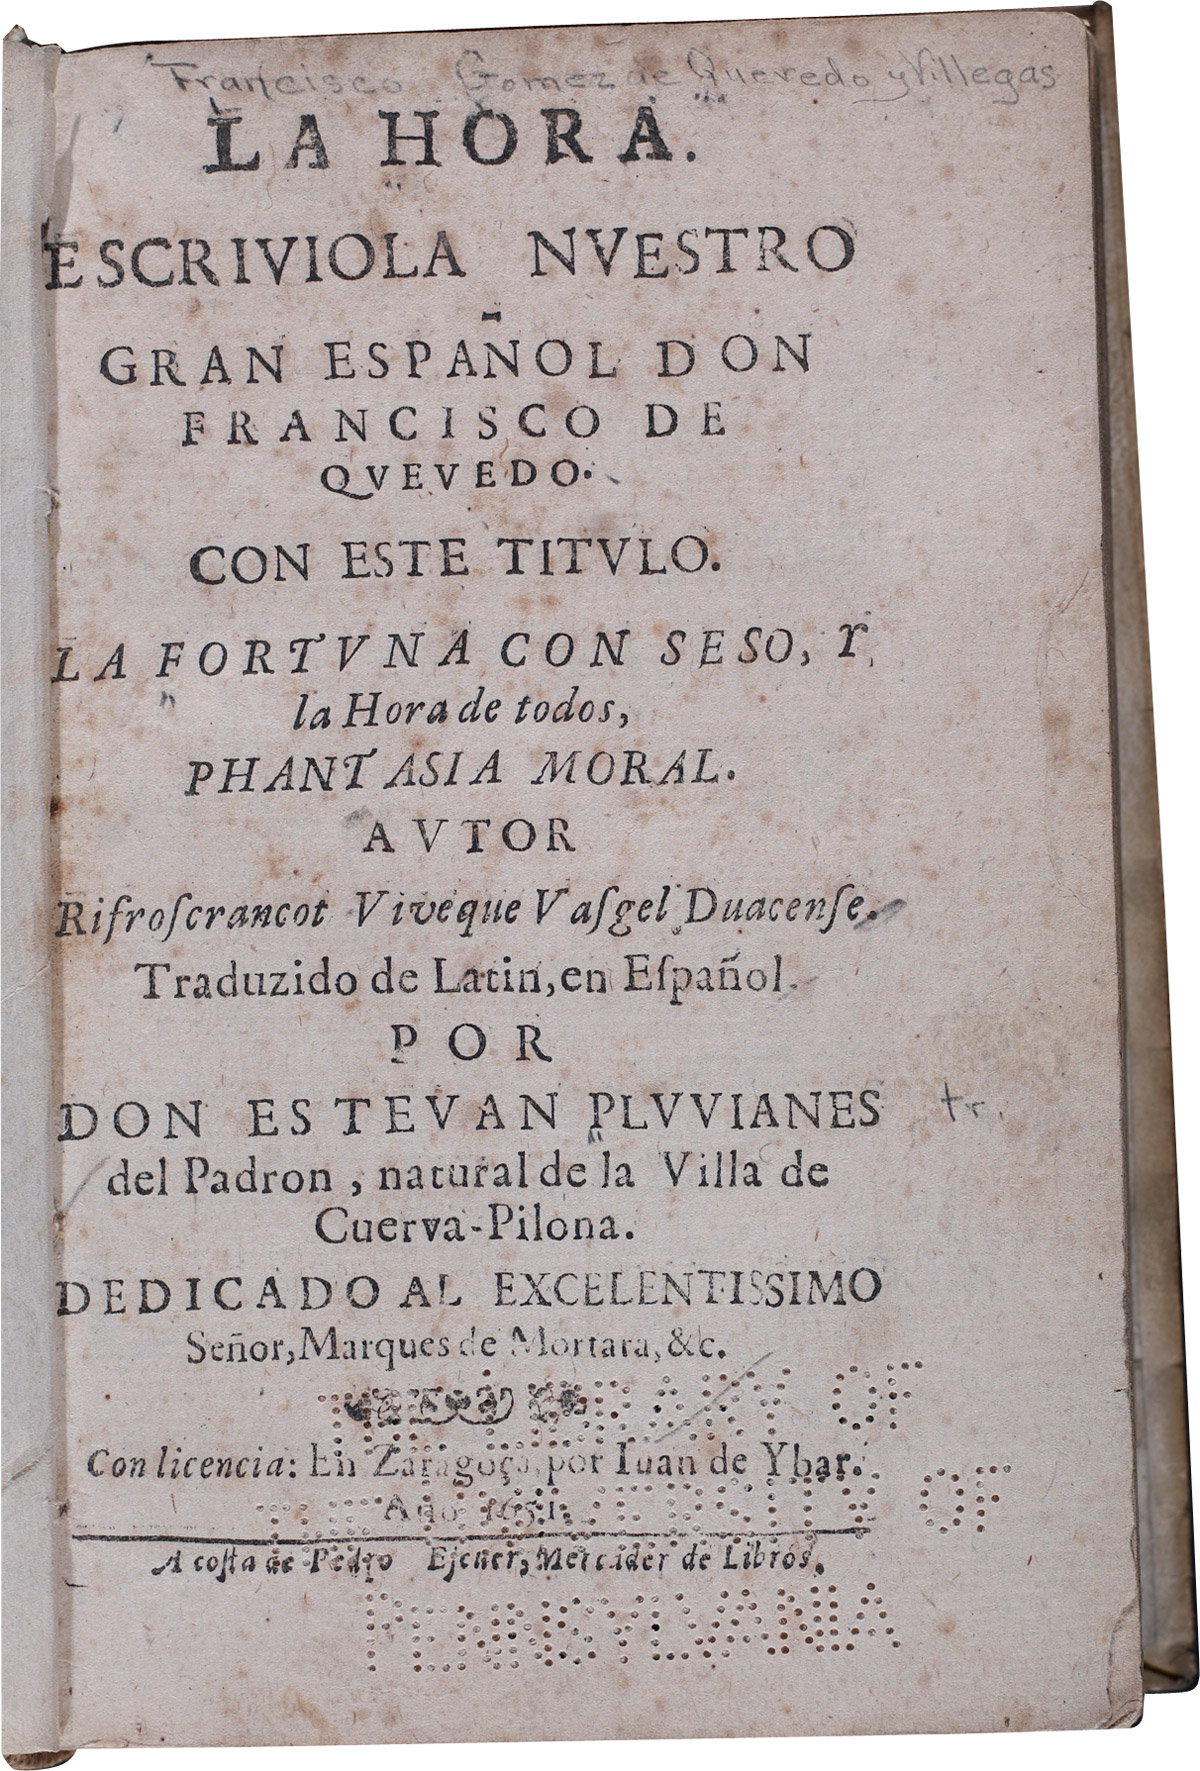 Francisco Gomez de Quevedo y Villegas
LA HORA.
ESCRIVIOLA NVESTRO
GRAN ESPAÑOL DON
FRANCISCO DE
QVEVEDO.
CON ESTE TITVLO.
LA FORTVNA CON SESO, Y
la Hora de todos,
PHANTASIA MORAL.
AVTOR
Rifroſcrancot Viveque Vaſgel Duacenſe.
Traduzido de Latin, en Eſpañol.
POR
DON ESTEVAN PLVVIANES
tr.
del Padron, natural de la Villa de
Cuerva-Pilona.
DEDICADO AL EXCELENTISSIMO
Señor, Marques de Mortara, &c.
LIBRARY OF
Con licencia: En Zaragoça, por Iuan de Ybar.
UNIVERSITY OF
Año 1651.
A coſta de Pedro Eſcuer, Mercader de Libros.
PENNSYLVANIA